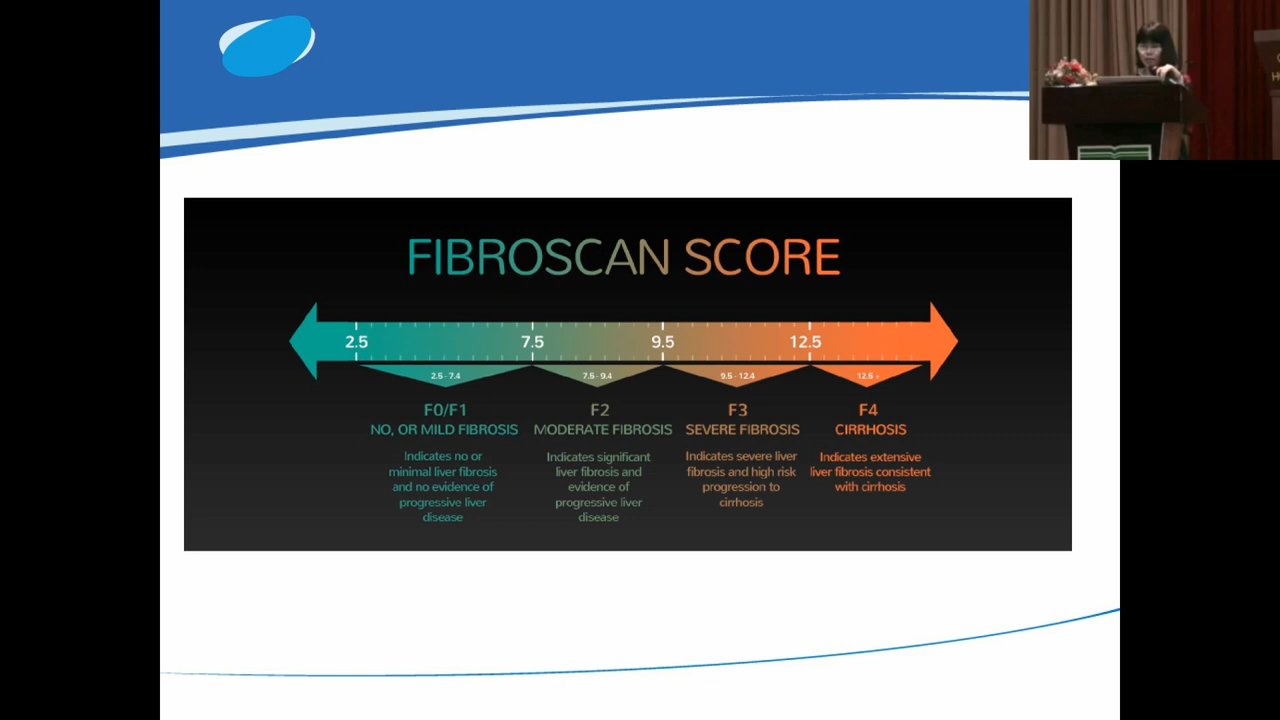 FIBROSCAN SCORE
2.5 7.5 9.5 12.5
2.5 - 7.4 7.5 - 9.4 9.5 - 12.4 12.5 +
F0/F1 F2 F3 F4
NO, OR MILD FIBROSIS MODERATE FIBROSIS SEVERE FIBROSIS CIRRHOSIS
Indicates no or
minimal liver fibrosis
and no evidence of
progressive liver
disease
Indicates significant
liver fibrosis and
evidence of
progressive liver
disease
Indicates severe liver
fibrosis and high risk
progression to
cirrhosis
Indicates extensive
liver fibrosis consistent
with cirrhosis